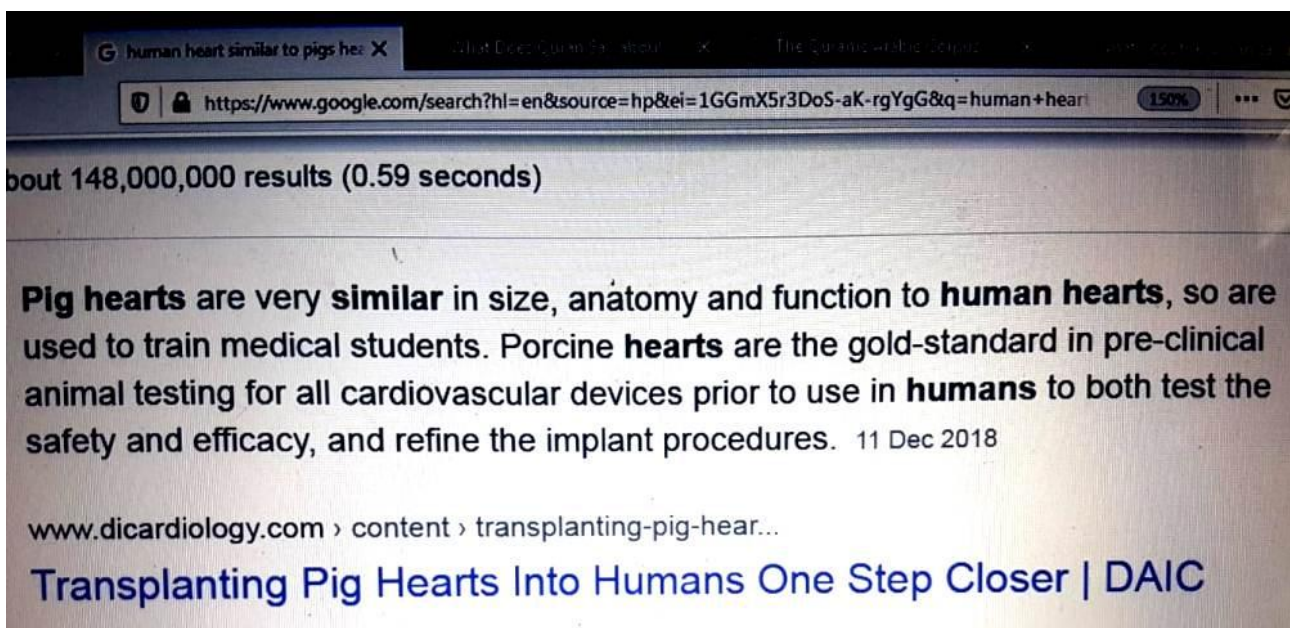 G human heart similar to pigs hea X
The Quranic Arabic Corpus
https://www.google.com/search?hl=en&source=hp&ei=1GGmX5r3DoS-aK-rgYgG&q=human+hear
150%
bout 148,000,000 results (0.59 seconds)
Pig hearts are very similar in size, anatomy and function to human hearts, so are
used to train medical students. Porcine hearts are the gold-standard in pre-clinical
animal testing for all cardiovascular devices prior to use in humans to both test the
safety and efficacy, and refine the implant procedures. 11 Dec 2018
www.dicardiology.com › content › transplanting-pig-hear...
Transplanting Pig Hearts Into Humans One Step Closer | DAIC